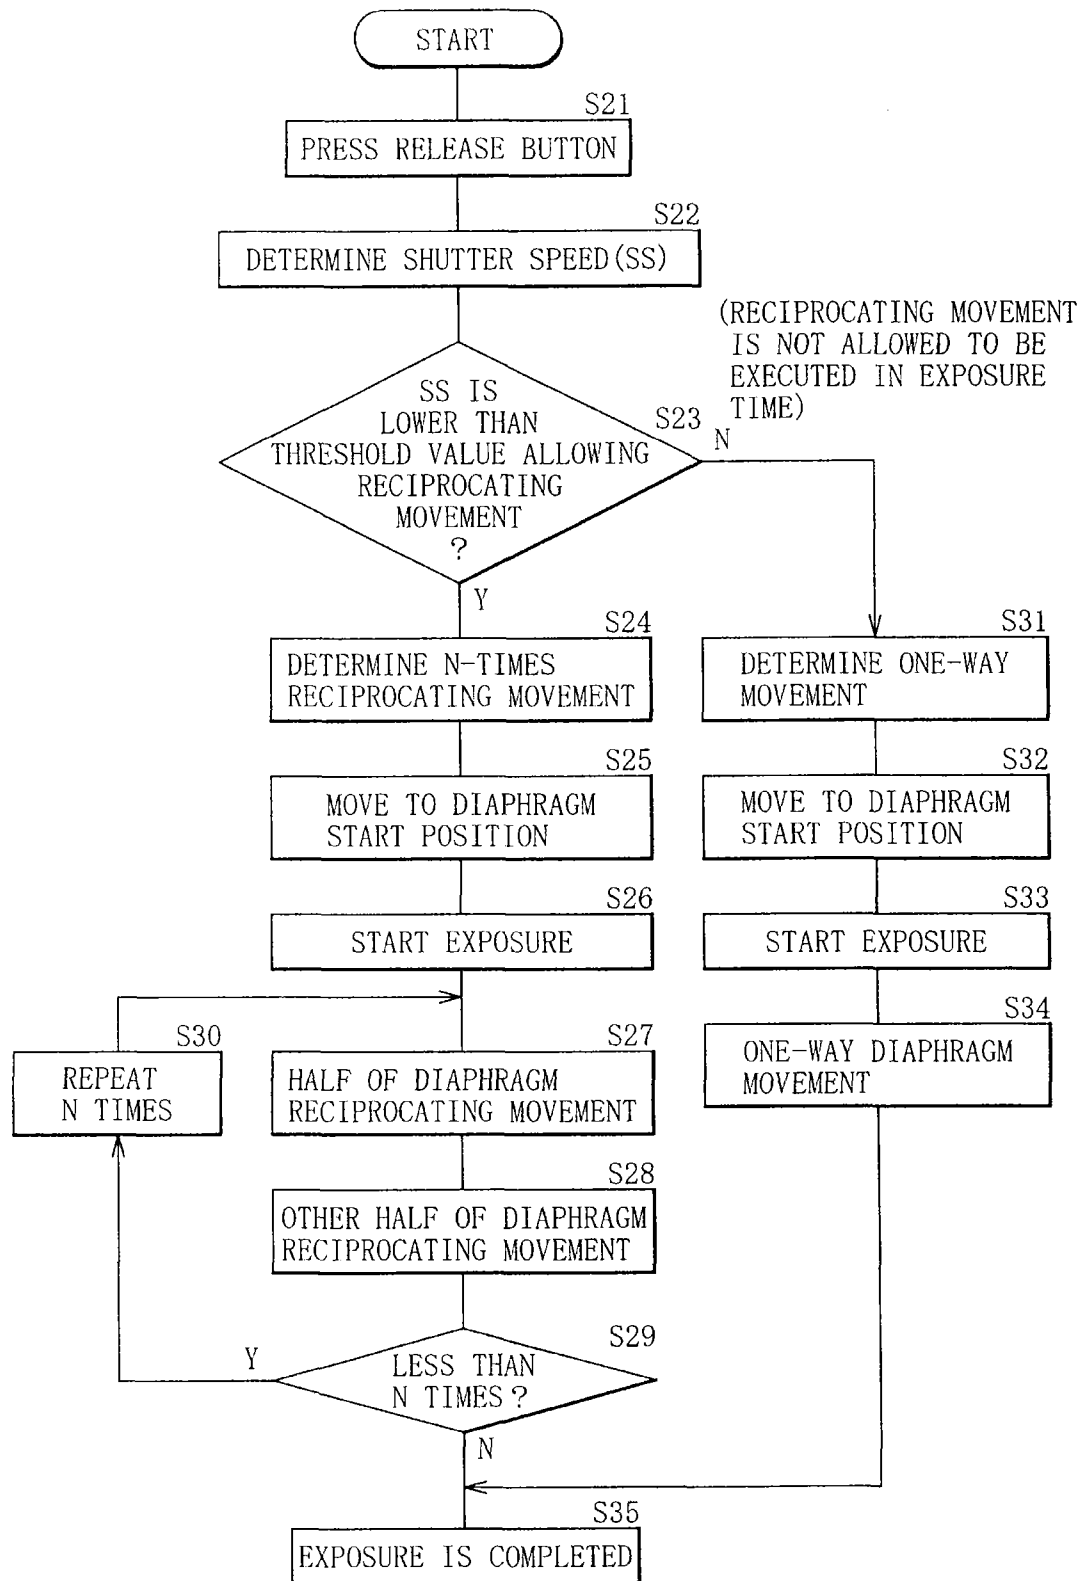 START
S21
PRESS RELEASE BUTTON
S22
DETERMINE SHUTTER SPEED(SS)
(RECIPROCATING MOVEMENT
IS NOT ALLOWED TO BE
EXECUTED IN EXPOSURE
TIME)
SS IS
LOWER THAN
THRESHOLD VALUE ALLOWING
RECIPROCATING
MOVEMENT
?
S23
N
Y
S24
DETERMINE N-TIMES
RECIPROCATING MOVEMENT
S31
DETERMINE ONE-WAY
MOVEMENT
S25
MOVE TO DIAPHRAGM
START POSITION
S32
MOVE TO DIAPHRAGM
START POSITION
S26
START EXPOSURE
S33
START EXPOSURE
S30
REPEAT
N TIMES
S27
HALF OF DIAPHRAGM
RECIPROCATING MOVEMENT
S34
ONE-WAY DIAPHRAGM
MOVEMENT
S28
OTHER HALF OF DIAPHRAGM
RECIPROCATING MOVEMENT
S29
LESS THAN
N TIMES?
Y
N
S35
EXPOSURE IS COMPLETED